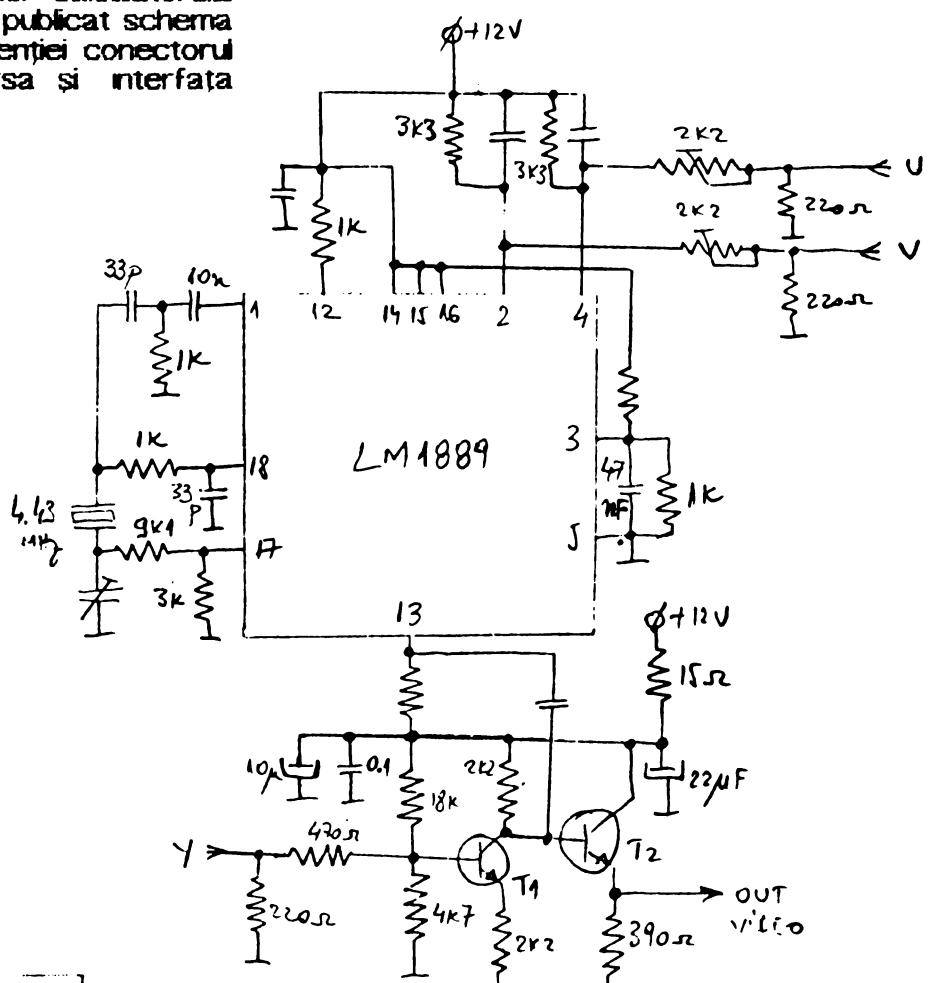 publicat schema
enției conectorul
sa și interfața
+12V
3K3
3K3
2K2
U
220Ω
1K
2K2
V
220Ω
33p
10n
1
12
14
15
16
2
4
1K
1K
18
LM1889
3
47
nF
1K
33
p
4.43
MHz
9K1
17
5
3K
13
+12V
15Ω
10μ
0.1
2K2
22μF
18K
Y
470Ω
T1
T2
220Ω
4K7
2K2
390Ω
OUT